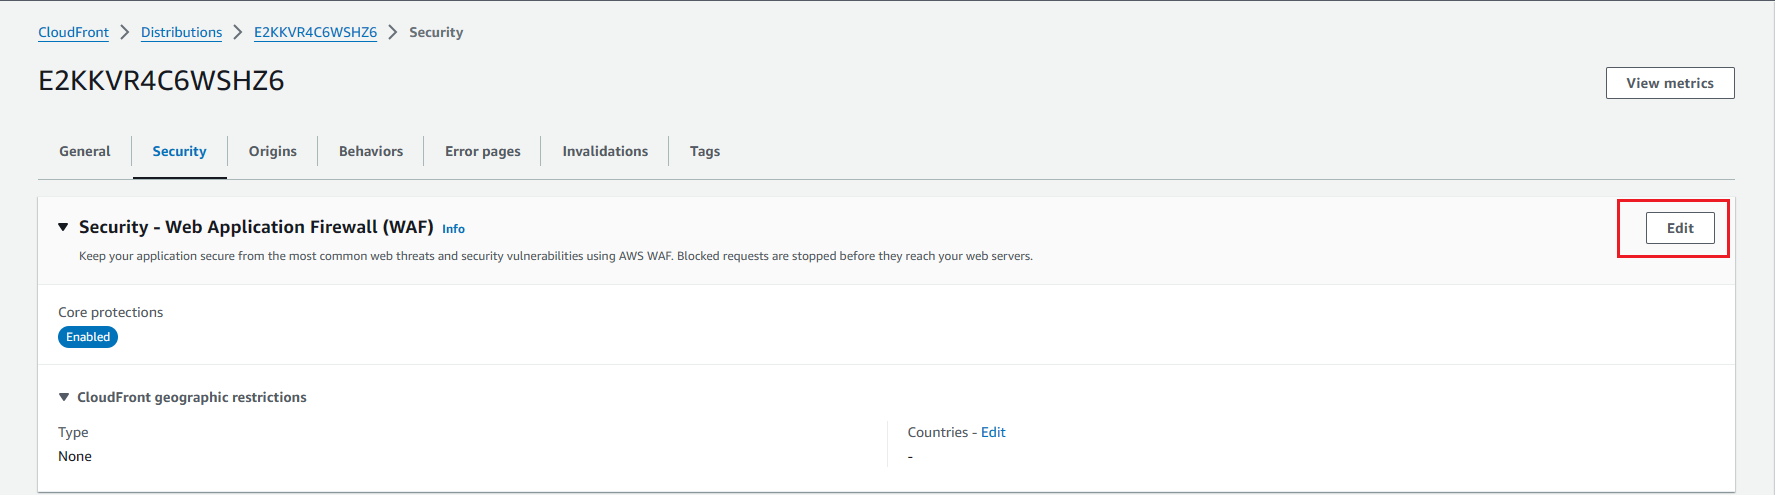 CloudFront > Distributions > E2KKVR4C6WSHZ6 > Security
E2KKVR4C6WSHZ6
View metrics
General Security Origins Behaviors Error pages Invalidations Tags
Security - Web Application Firewall (WAF) Info
Edit
Keep your application secure from the most common web threats and security vulnerabilities using AWS WAF. Blocked requests are stopped before they reach your web servers.
Core protections
Enabled
CloudFront geographic restrictions
Type
None
Countries - Edit
-